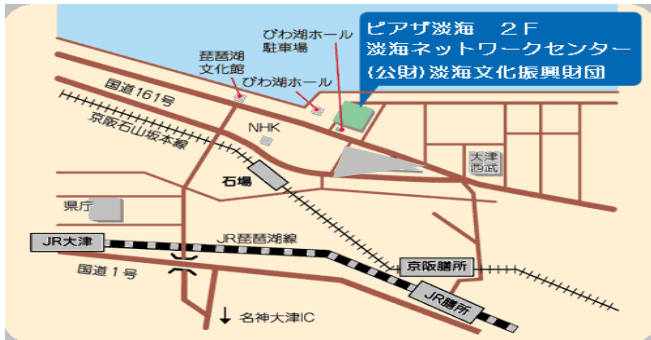 ピアザ淡海 2F
淡海ネットワークセンター
(公財)淡海文化振興財団
びわ湖ホール
駐車場
琵琶湖
文化館
びわ湖ホール
国道161号
京阪石山坂本線
NHK
大津
西武
石場
県庁
JR大津
JR琵琶湖線
京阪膳所
国道1号
JR膳所
↓ 名神大津IC